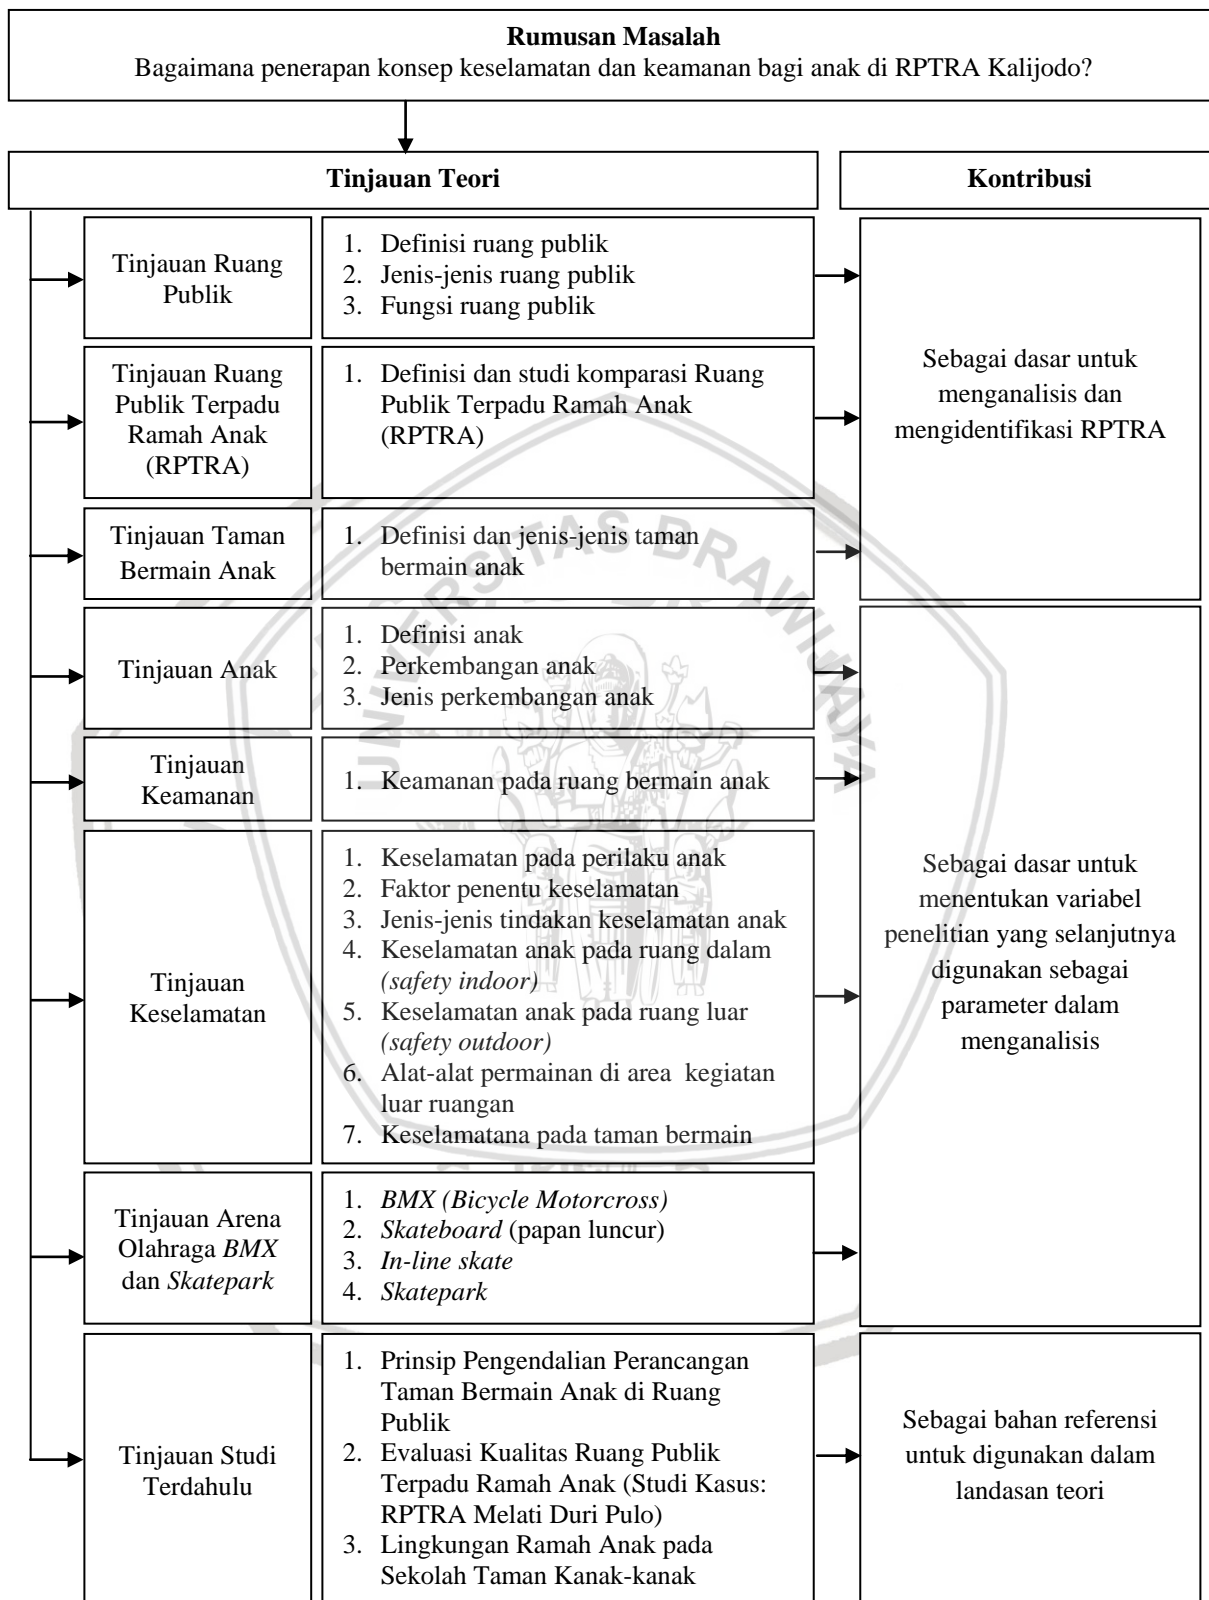 Rumusan Masalah
Bagaimana penerapan konsep keselamatan dan keamanan bagi anak di RPTRA Kalijodo?
Tinjauan Teori
Kontribusi
Tinjauan Ruang
Publik
1. Definisi ruang publik
2. Jenis-jenis ruang publik
3. Fungsi ruang publik
Tinjauan Ruang
Publik Terpadu
Ramah Anak
(RPTRA)
1. Definisi dan studi komparasi Ruang
Publik Terpadu Ramah Anak
(RPTRA)
Tinjauan Taman
Bermain Anak
1. Definisi dan jenis-jenis taman
bermain anak
Sebagai dasar untuk
menganalisis dan
mengidentifikasi RPTRA
Tinjauan Anak
1. Definisi anak
2. Perkembangan anak
3. Jenis perkembangan anak
Tinjauan
Keamanan
1. Keamanan pada ruang bermain anak
Tinjauan
Keselamatan
1. Keselamatan pada perilaku anak
2. Faktor penentu keselamatan
3. Jenis-jenis tindakan keselamatan anak
4. Keselamatan anak pada ruang dalam
(safety indoor)
5. Keselamatan anak pada ruang luar
(safety outdoor)
6. Alat-alat permainan di area kegiatan
luar ruangan
7. Keselamatana pada taman bermain
Tinjauan Arena
Olahraga BMX
dan Skatepark
1. BMX (Bicycle Motorcross)
2. Skateboard (papan luncur)
3. In-line skate
4. Skatepark
Sebagai dasar untuk
menentukan variabel
penelitian yang selanjutnya
digunakan sebagai
parameter dalam
menganalisis
Tinjauan Studi
Terdahulu
1. Prinsip Pengendalian Perancangan
Taman Bermain Anak di Ruang
Publik
2. Evaluasi Kualitas Ruang Publik
Terpadu Ramah Anak (Studi Kasus:
RPTRA Melati Duri Pulo)
3. Lingkungan Ramah Anak pada
Sekolah Taman Kanak-kanak
Sebagai bahan referensi
untuk digunakan dalam
landasan teori
UNIVERSITAS BRAWIJAYA